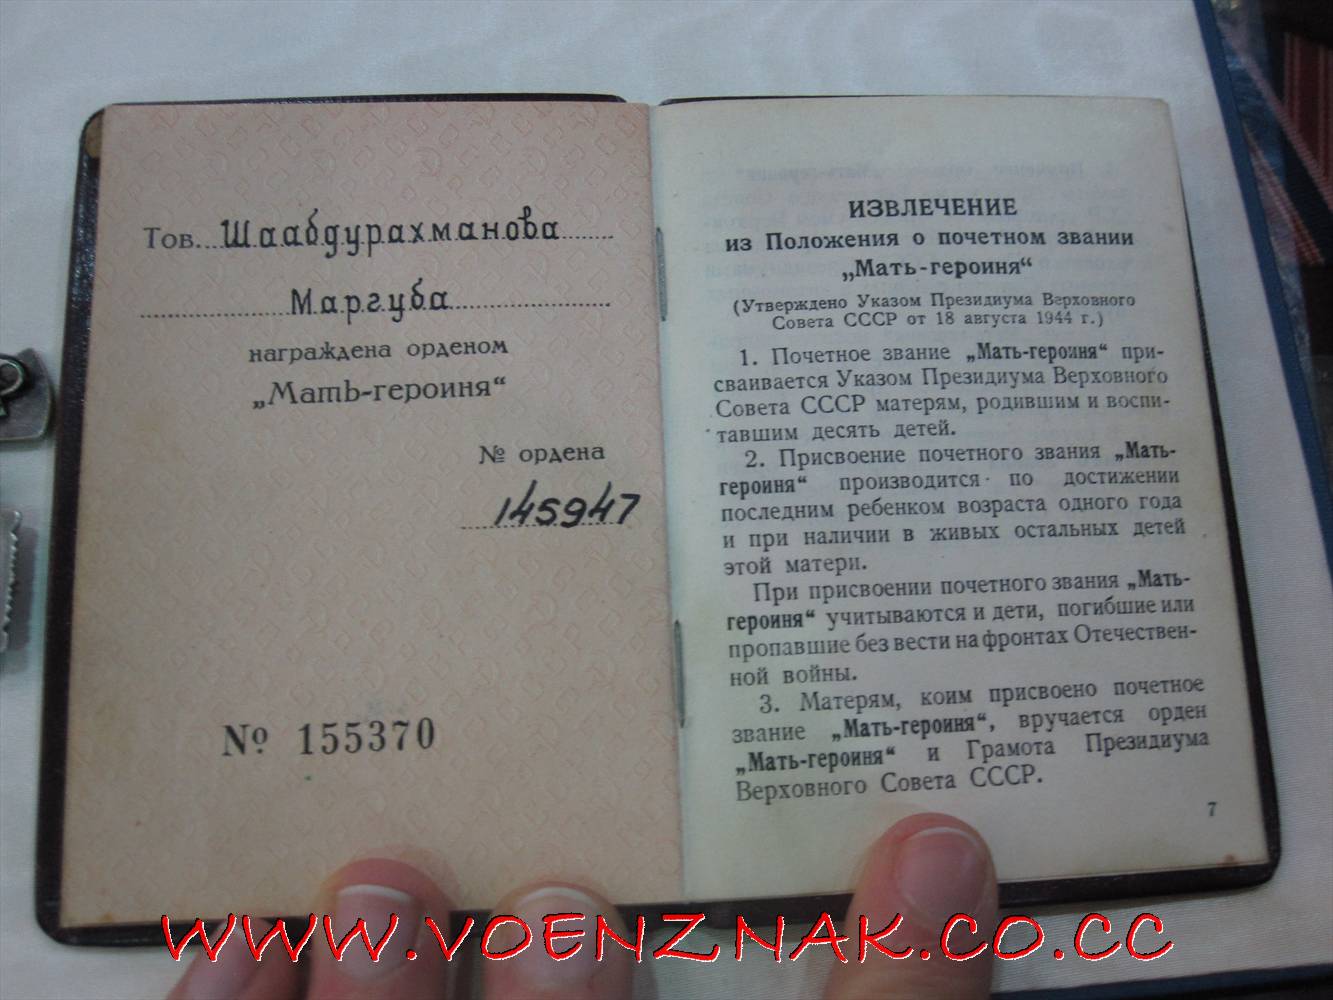 Тов. Шаабдурахманова
Маргуба
награждена орденом
„Мать-героиня“
№ ордена
145947
№ 155370
ИЗВЛЕЧЕНИЕ
из Положения о почетном звании
„Мать-героиня“
(Утверждено Указом Президиума Верховного
Совета СССР от 18 августа 1944 г.)
1. Почетное звание „Мать-героиня“ при-
сваивается Указом Президиума Верховного
Совета СССР матерям, родившим и воспи-
тавшим десять детей.
2. Присвоение почетного звания „Мать-
героиня“ производится по достижении
последним ребенком возраста одного года
и при наличии в живых остальных детей
этой матери.
При присвоении почетного звания „Мать-
героиня“ учитываются и дети, погибшие или
пропавшие без вести на фронтах Отечествен-
ной войны.
3. Матерям, коим присвоено почетное
звание „Мать-героиня“, вручается орден
„Мать-героиня“ и Грамота Президиума
Верховного Совета СССР.
7
WWW.VOENZNAK.CO.CC